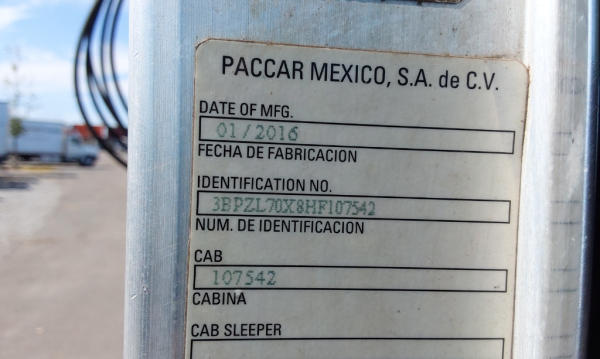 PACCAR MEXICO, S.A. de C.V.
DATE OF MFG.
01/2016
FECHA DE FABRICACION
IDENTIFICATION NO.
3BPZL70X8HF107542
NUM. DE IDENTIFICACION
CAB
107542
CABINA
CAB SLEEPER